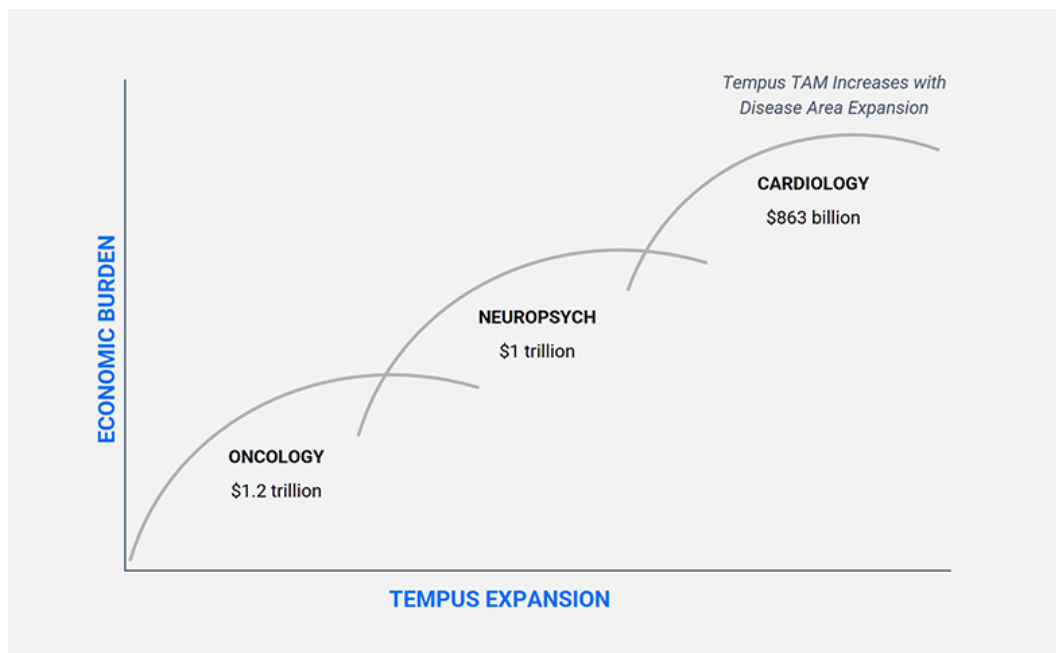 Tempus TAM Increases with
Disease Area Expansion
CARDIOLOGY
$863 billion
NEUROPSYCH
$1 trillion
ONCOLOGY
$1.2 trillion
ECONOMIC BURDEN
TEMPUS EXPANSION